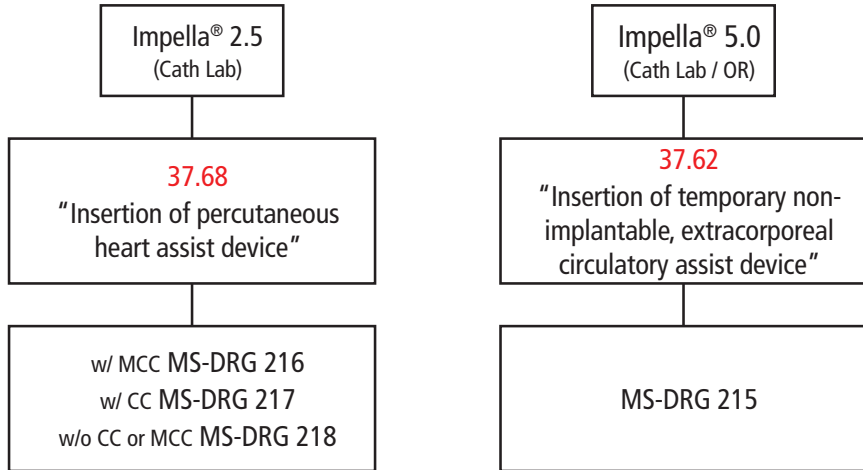 Impella® 2.5
(Cath Lab)
37.68
“Insertion of percutaneous
heart assist device”
w/ MCC MS-DRG 216
w/ CC MS-DRG 217
w/o CC or MCC MS-DRG 218
Impella® 5.0
(Cath Lab / OR)
37.62
“Insertion of temporary non-
implantable, extracorporeal
circulatory assist device”
MS-DRG 215